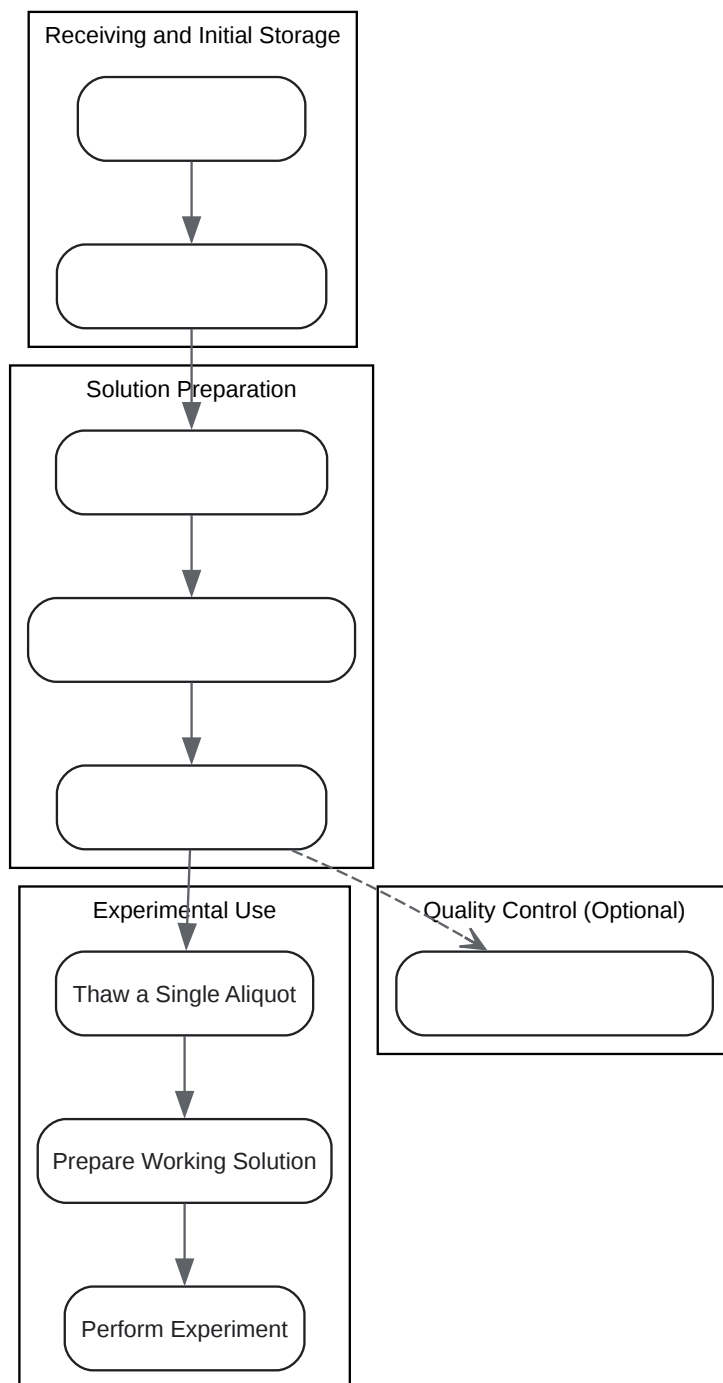 Receiving and Initial Storage
Solution Preparation
Experimental Use
Quality Control (Optional)
Thaw a Single Aliquot
Prepare Working Solution
Perform Experiment